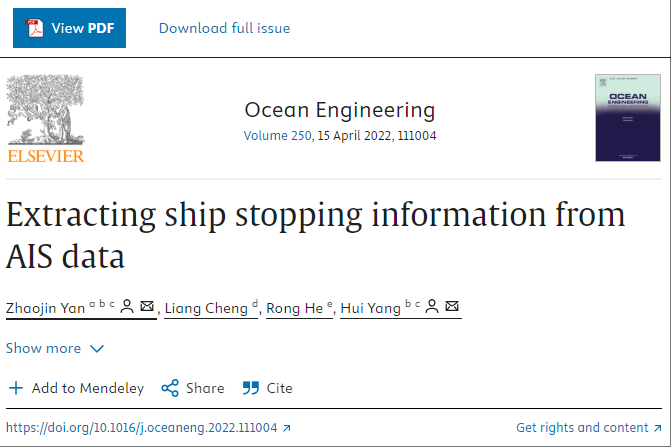 View PDF
Download full issue
ELSEVIER
Ocean Engineering
Volume 250, 15 April 2022, 111004
OCEAN
ENGINEERING
Extracting ship stopping information from
AIS data
Zhaojin Yan a b c, Liang Cheng d, Rong He e, Hui Yang b c
Show more
Add to Mendeley
Share
Cite
https://doi.org/10.1016/j.oceaneng.2022.111004
Get rights and content